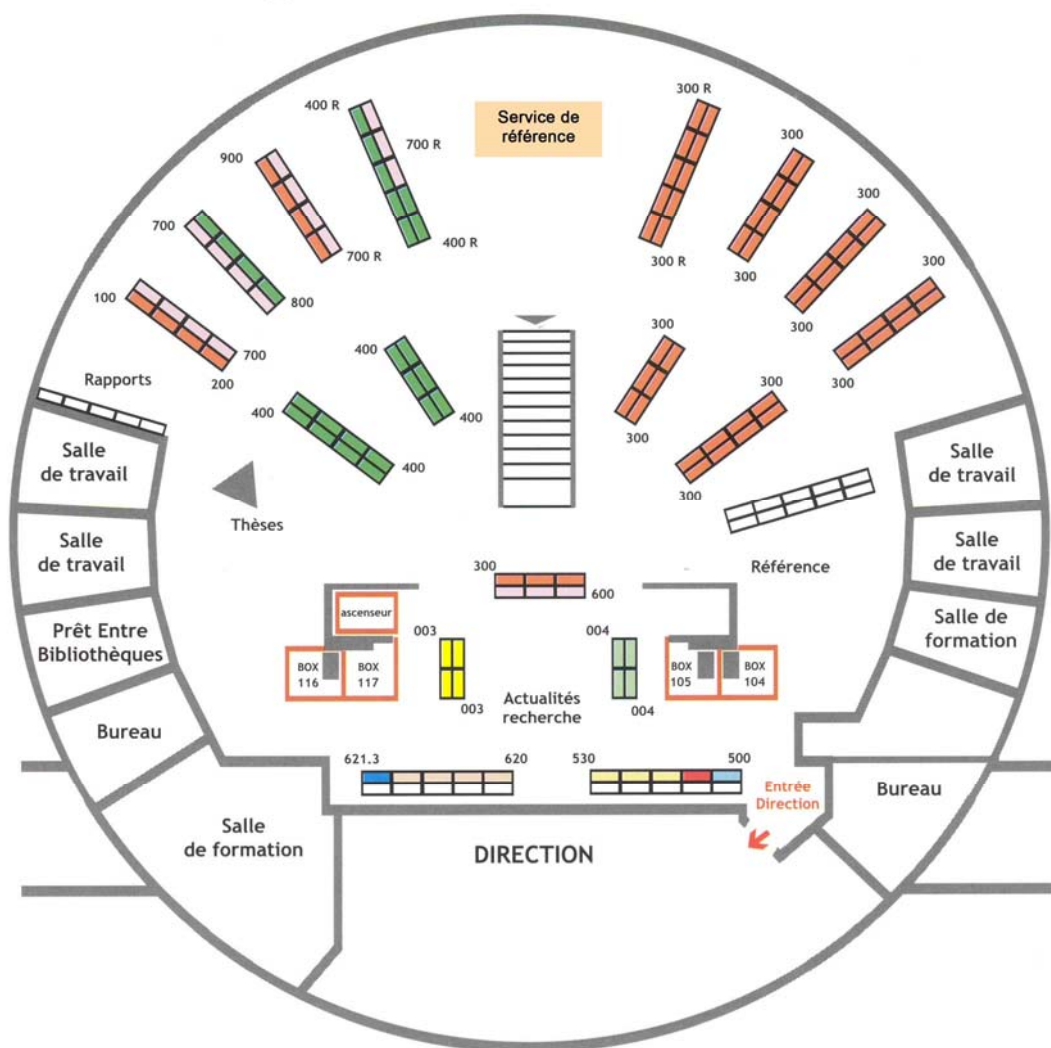 400 R
Service de
référence
300 R
900
700 R
300
300
700
400 R
300
700 R
300 R
300
100
800
300
300
700
200
400
300
300
Rapports
400
400
300
300
400
300
Salle
de travail
Salle
de travail
Thèses
Salle
de travail
Référence
Salle
de travail
300
600
ascenseur
003
004
Prêt Entre
Bibliothèques
Salle de
formation
BOX
116
BOX
117
BOX
105
BOX
104
003
Actualités
recherche
004
Bureau
621.3
620
530
500
Entrée
Direction
Bureau
Salle
de formation
DIRECTION